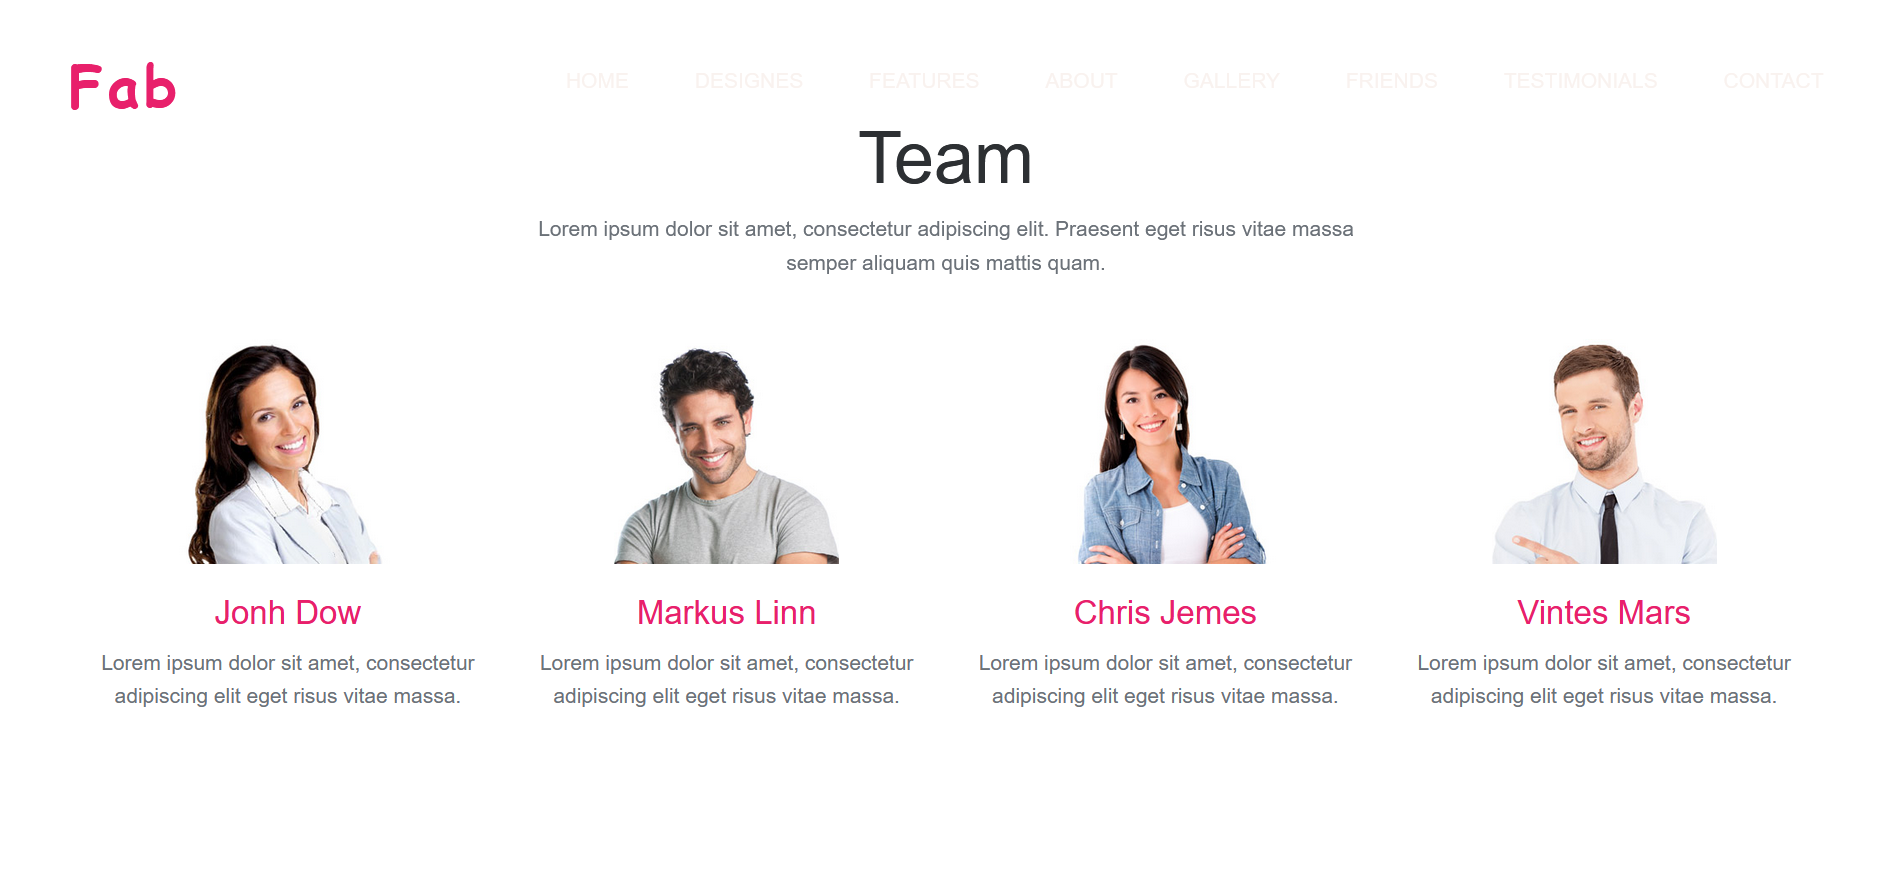 Fab
HOME DESIGNES FEATURES ABOUT GALLERY FRIENDS TESTIMONIALS CONTACT
Team
Lorem ipsum dolor sit amet, consectetur adipiscing elit. Praesent eget risus vitae massa
semper aliquam quis mattis quam.
Jonh Dow
Lorem ipsum dolor sit amet, consectetur
adipiscing elit eget risus vitae massa.
Markus Linn
Lorem ipsum dolor sit amet, consectetur
adipiscing elit eget risus vitae massa.
Chris Jemes
Lorem ipsum dolor sit amet, consectetur
adipiscing elit eget risus vitae massa.
Vintes Mars
Lorem ipsum dolor sit amet, consectetur
adipiscing elit eget risus vitae massa.